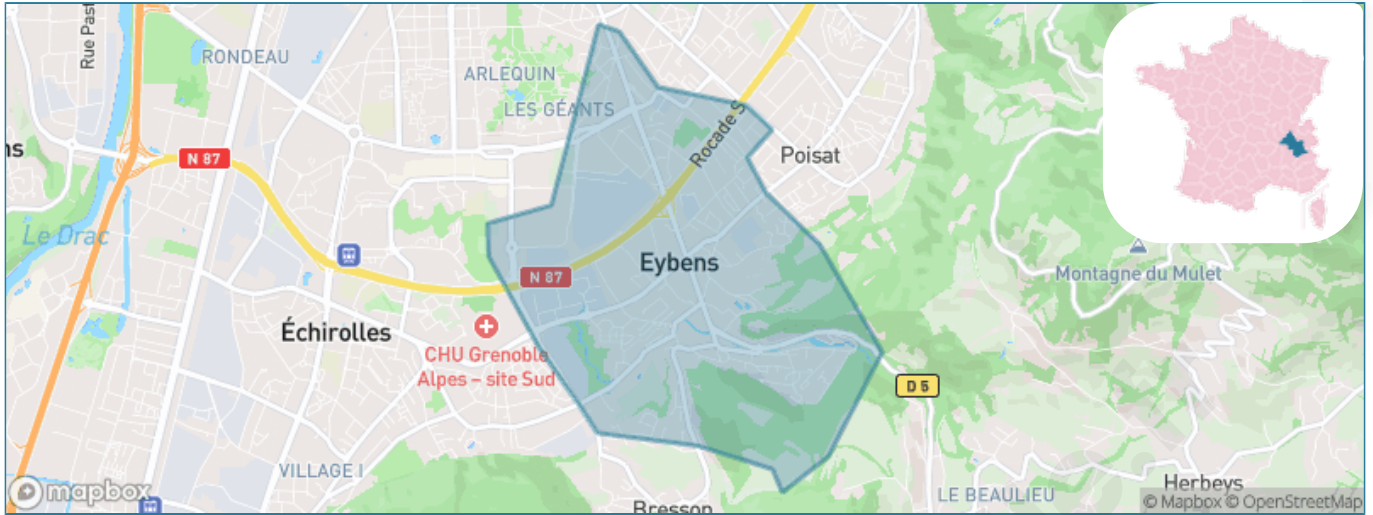 Rue Past
RONDEAU
ARLEQUIN
LES GÉANTS
Rocade S
Poisat
ns
N 87
Le Drac
Eybens
N 87
Montagne du Mulet
Échirolles
CHU Grenoble
Alpes – site Sud
D 5
VILLAGE I
LE BEAULIEU
Herbeys
mapbox
© Mapbox © OpenStreetMap
Bresson